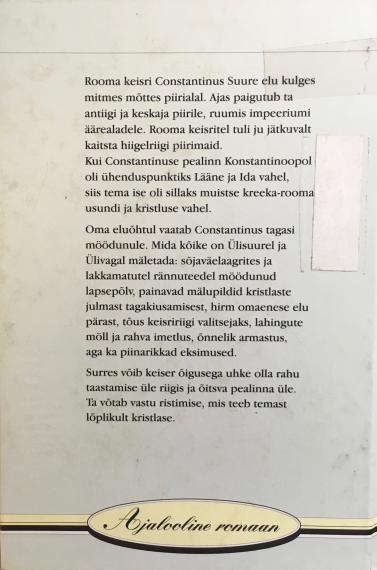 Rooma keisri Constantinus Suure elu kulges
mitmes mõttes piirialal. Ajas paigutub ta
antiigi ja keskaja piirile, ruumis impeeriumi
äärealadele. Rooma keisritel tuli ju jätkuvalt
kaitsta hiigelriigi piirimaid.
Kui Constantinuse pealinn Konstantinoopol
oli ühenduspunktiks Lääne ja Ida vahel,
siis tema ise oli sillaks muistse kreeka-rooma
usundi ja kristluse vahel.
Oma eluõhtul vaatab Constantinus tagasi
möödunule. Mida kõike on Ülisuurel ja
Ülivagal mäletada: sõjaväelaagrites ja
lakkamatutel rännuteedel möödunud
lapsepõlv, painavad mälupildid kristlaste
julmast tagakiusamisest, hirm omaenese elu
pärast, tõus keisririigi valitsejaks, lahingute
möll ja rahva imetlus, õnnelik armastus,
aga ka piinarikkad eksimused.
Surres võib keiser õigusega uhke olla rahu
taastamise üle riigis ja õitsva pealinna üle.
Ta võtab vastu ristimise, mis teeb temast
lõplikult kristlase.
Ajalooline romaan